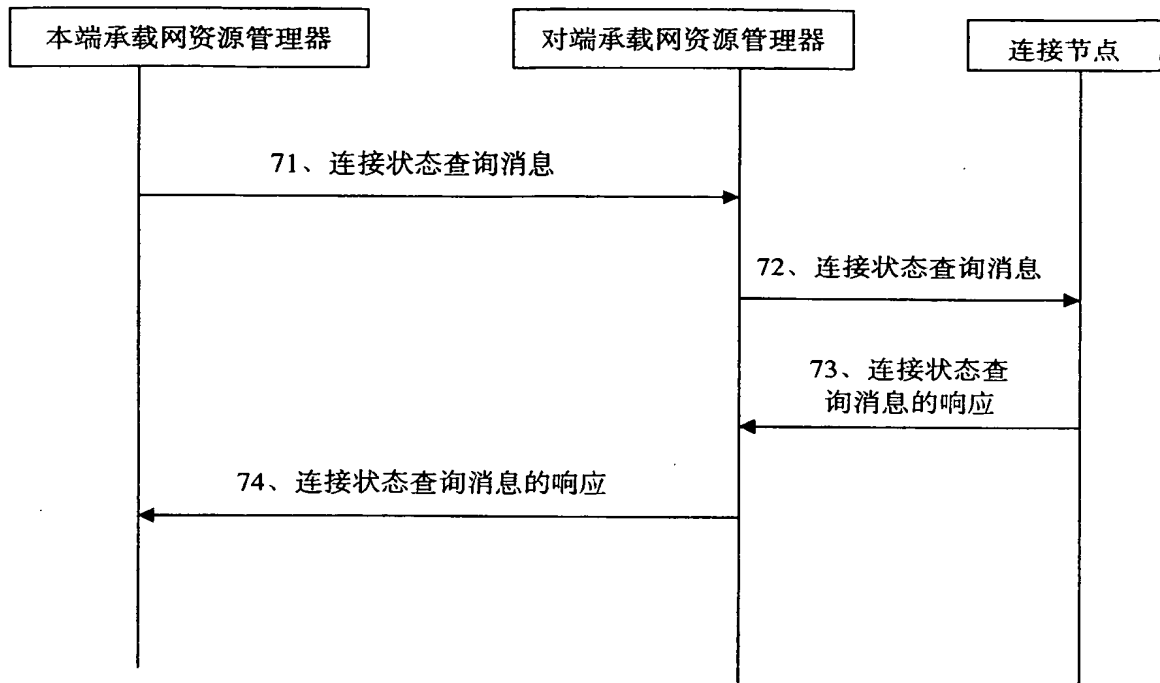 本端承载网资源管理器
对端承载网资源管理器
连接节点
71、连接状态查询消息
72、连接状态查询消息
73、连接状态查
询消息的响应
74、连接状态查询消息的响应